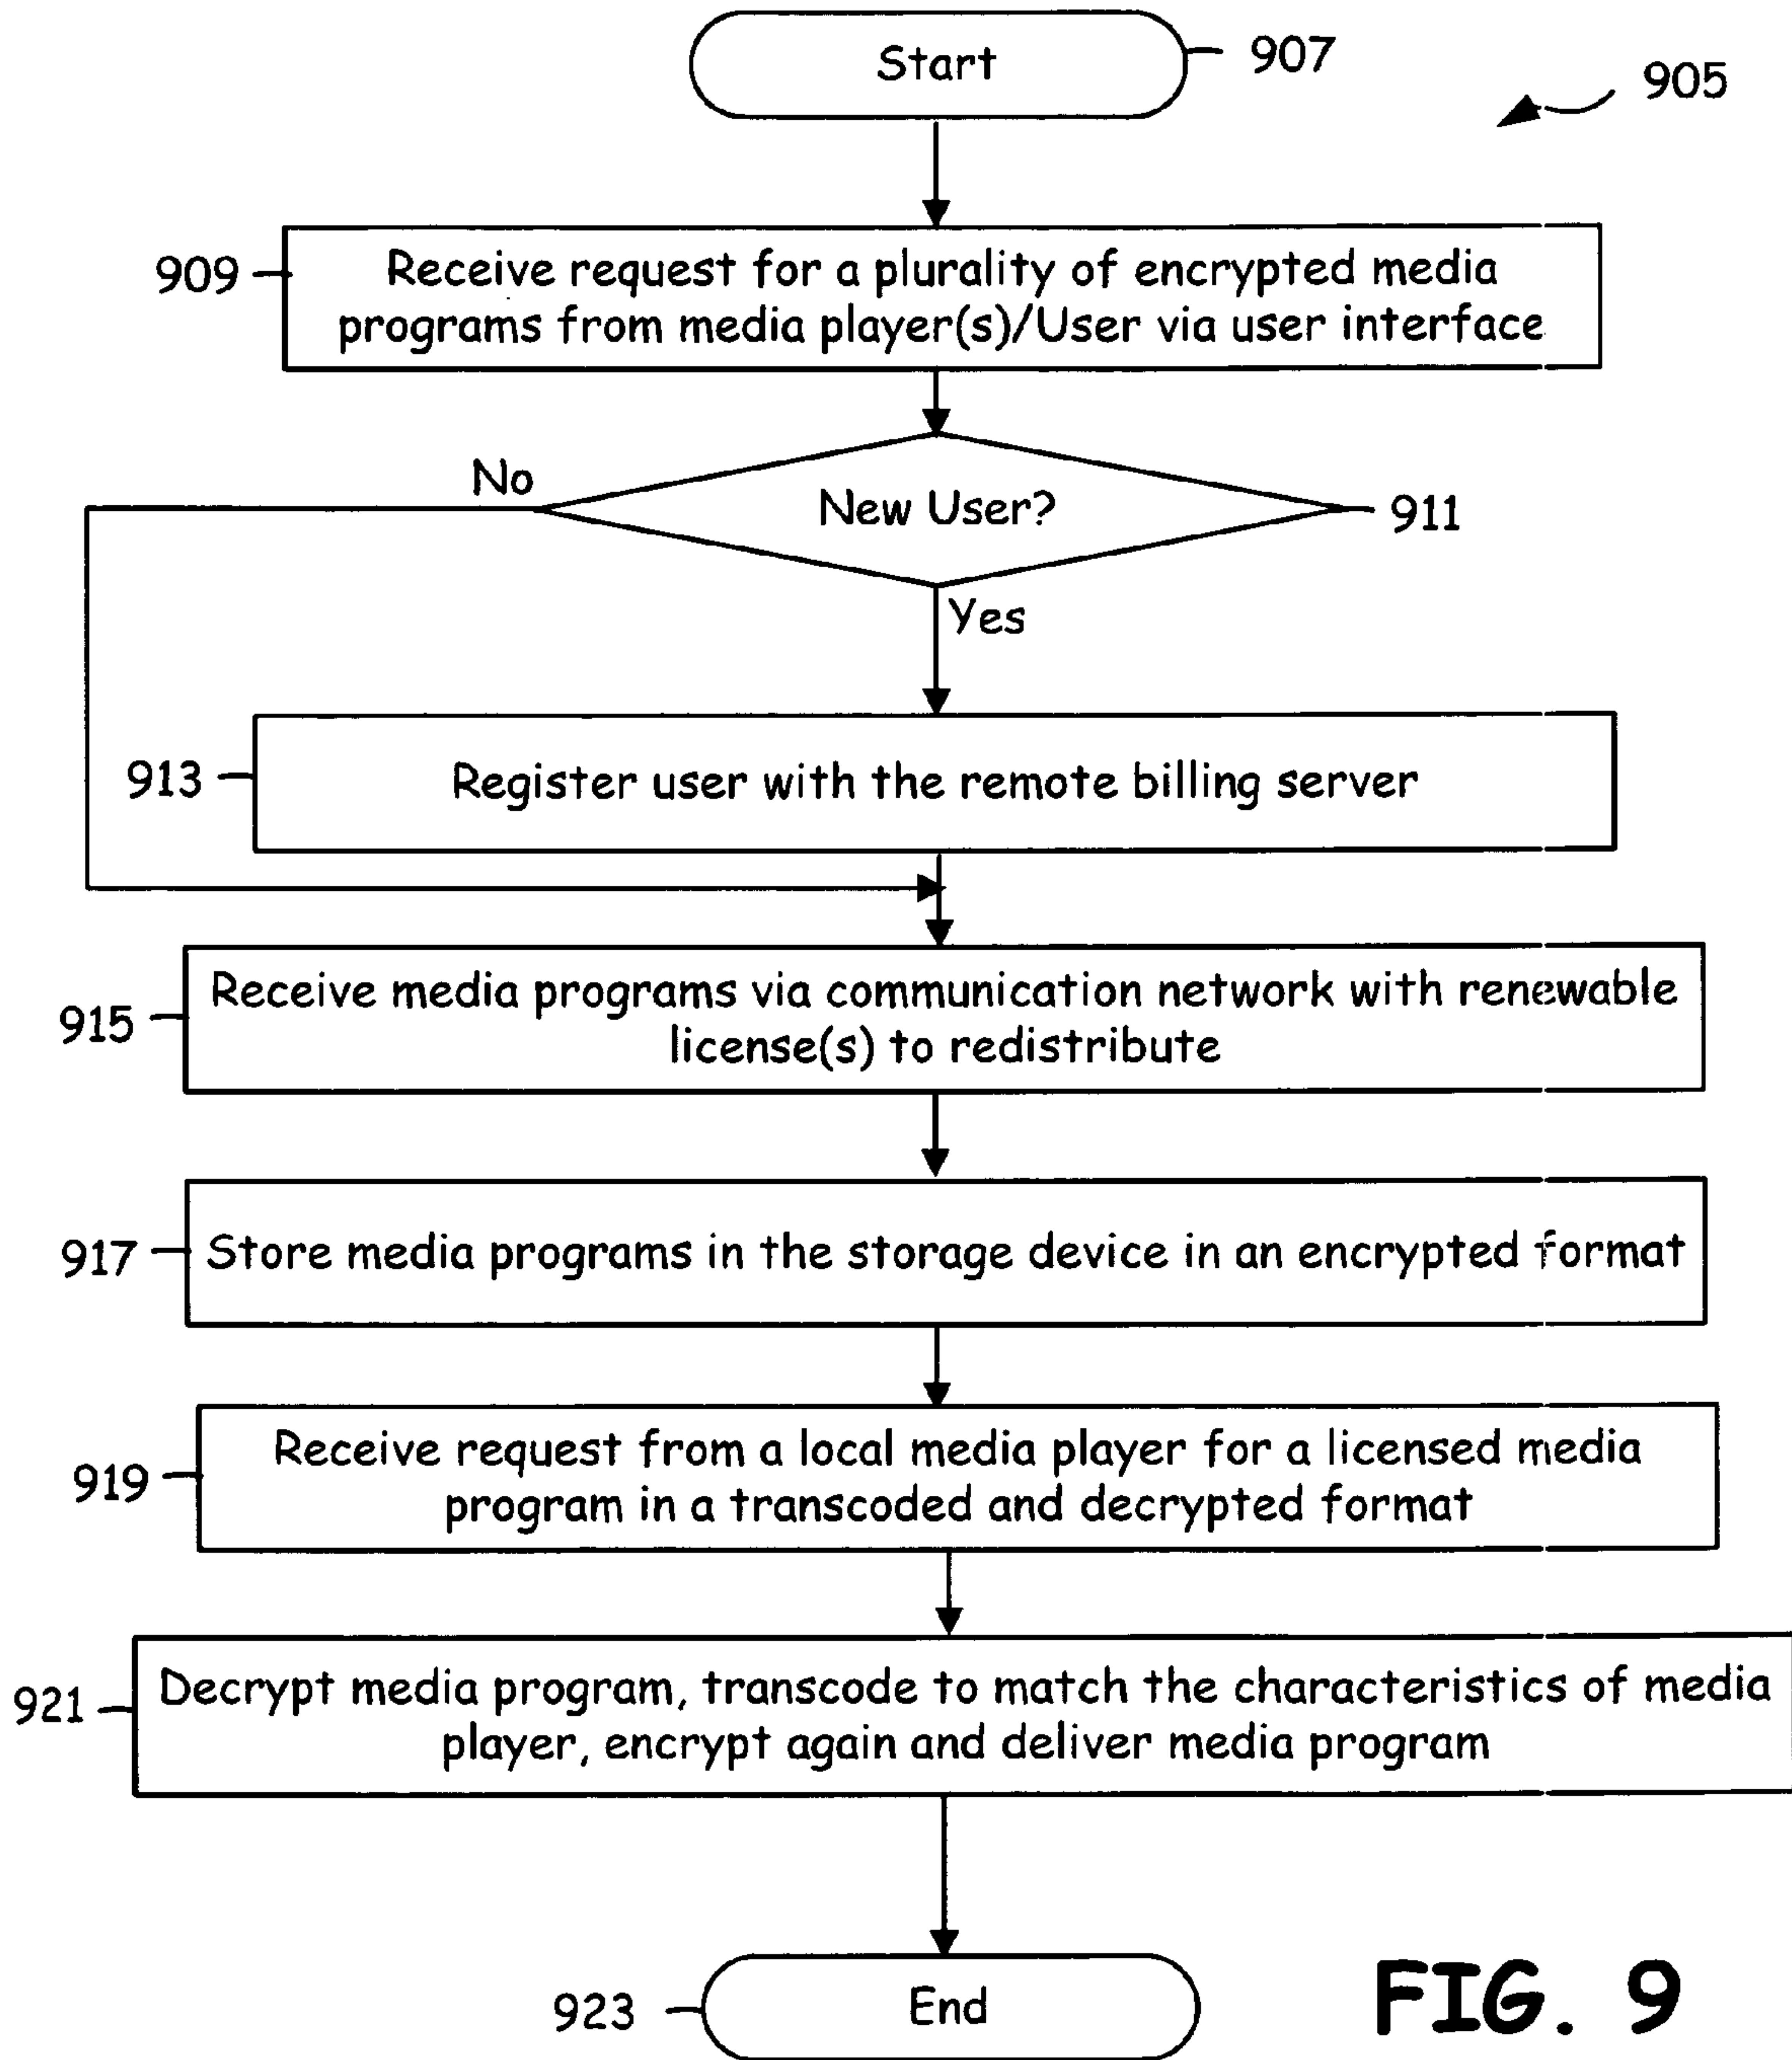 Start
907
905
909
Receive request for a plurality of encrypted media
programs from media player(s)/User via user interface
No
New User?
911
Yes
913
Register user with the remote billing server
915
Receive media programs via communication network with renewable
license(s) to redistribute
917
Store media programs in the storage device in an encrypted format
919
Receive request from a local media player for a licensed media
program in a transcoded and decrypted format
921
Decrypt media program, transcode to match the characteristics of media
player, encrypt again and deliver media program
923
End
FIG. 9